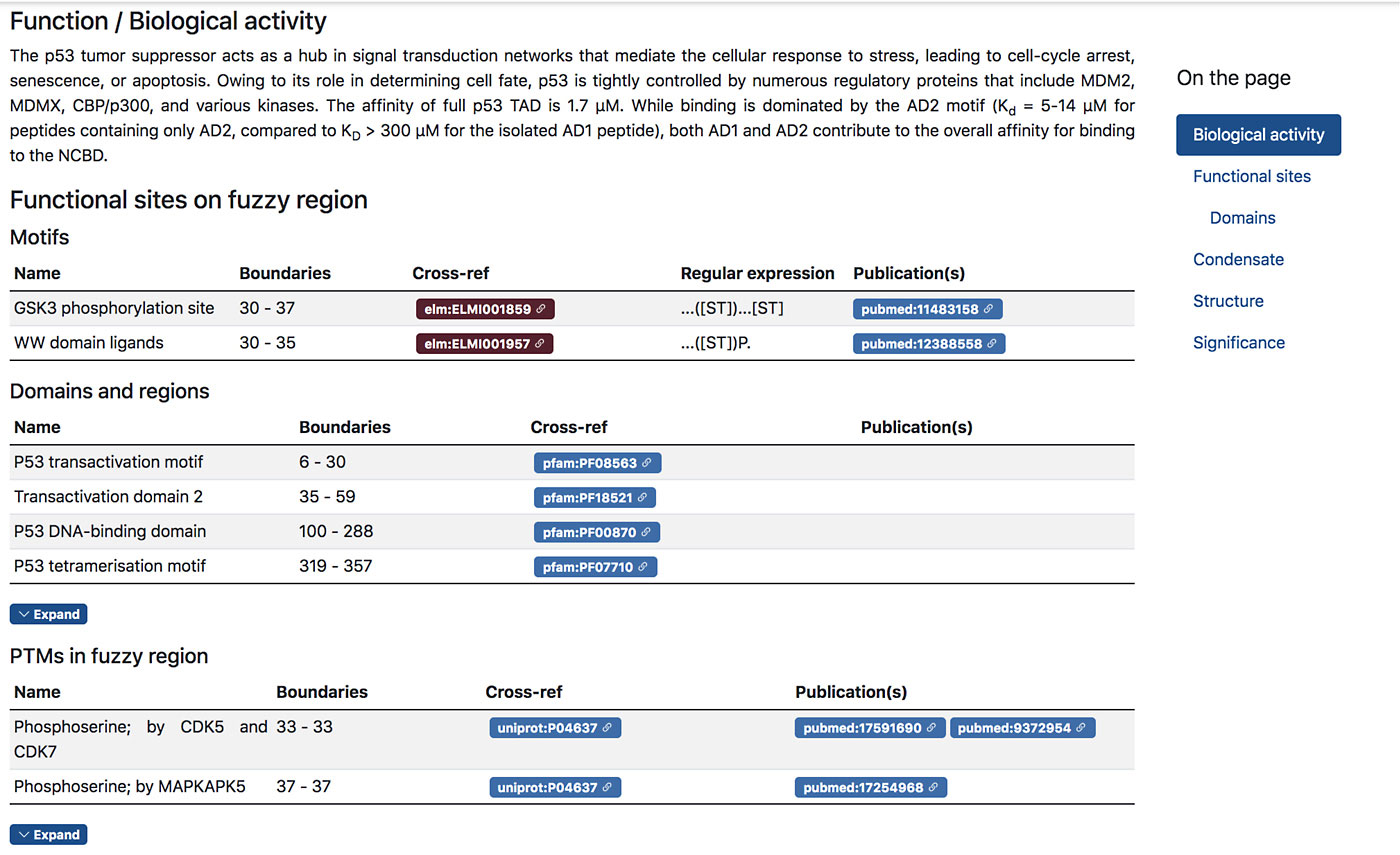 Function / Biological activity
The p53 tumor suppressor acts as a hub in signal transduction networks that mediate the cellular response to stress, leading to cell-cycle arrest,
senescence, or apoptosis. Owing to its role in determining cell fate, p53 is tightly controlled by numerous regulatory proteins that include MDM2,
MDMX, CBP/p300, and various kinases. The affinity of full p53 TAD is 1.7 μM. While binding is dominated by the AD2 motif (Kd = 5-14 μM for
peptides containing only AD2, compared to KD > 300 μM for the isolated AD1 peptide), both AD1 and AD2 contribute to the overall affinity for binding
to the NCBD.
Functional sites on fuzzy region
Motifs
Name Boundaries Cross-ref Regular expression Publication(s)
GSK3 phosphorylation site 30 - 37 elm:ELMI001859 ...([ST])...[ST] pubmed:11483158
WW domain ligands 30 - 35 elm:ELMI001957 ...([ST])P. pubmed:12388558
Domains and regions
Name Boundaries Cross-ref Publication(s)
P53 transactivation motif 6 - 30 pfam:PF08563
Transactivation domain 2 35 - 59 pfam:PF18521
P53 DNA-binding domain 100 - 288 pfam:PF00870
P53 tetramerisation motif 319 - 357 pfam:PF07710
Expand
PTMs in fuzzy region
Name Boundaries Cross-ref Publication(s)
Phosphoserine; by CDK5 and 33 - 33 uniprot:P04637 pubmed:17591690 pubmed:9372954
CDK7
Phosphoserine; by MAPKAPK5 37 - 37 uniprot:P04637 pubmed:17254968
Expand
On the page
Biological activity
Functional sites
Domains
Condensate
Structure
Significance